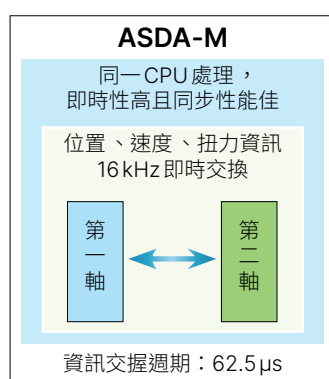 ASDA-M
同一CPU處理，
即時性高且同步性能佳
位置、速度、扭力資訊
16kHz即時交換
第一軸
第二軸
資訊交握週期：62.5μs